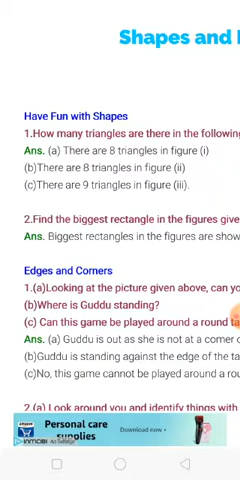 Shapes and
Have Fun with Shapes
1.How many triangles are there in the following
Ans. (a) There are 8 triangles in figure (i)
(b)There are 8 triangles in figure (ii)
(c)There are 9 triangles in figure (iii).
2.Find the biggest rectangle in the figures give
Ans. Biggest rectangles in the figures are show
Edges and Corners
1.(a)Looking at the picture given above, can yo
(b)Where is Guddu standing?
(c) Can this game be played around a round ta
Ans. (a) Guddu is out as she is not at a corner o
(b)Guddu is standing against the edge of the ta
(c)No, this game cannot be played around a rou
2.(a) Look around you and identify things with
Personal care
supplies
Download now
INMOBI
Ad Settings